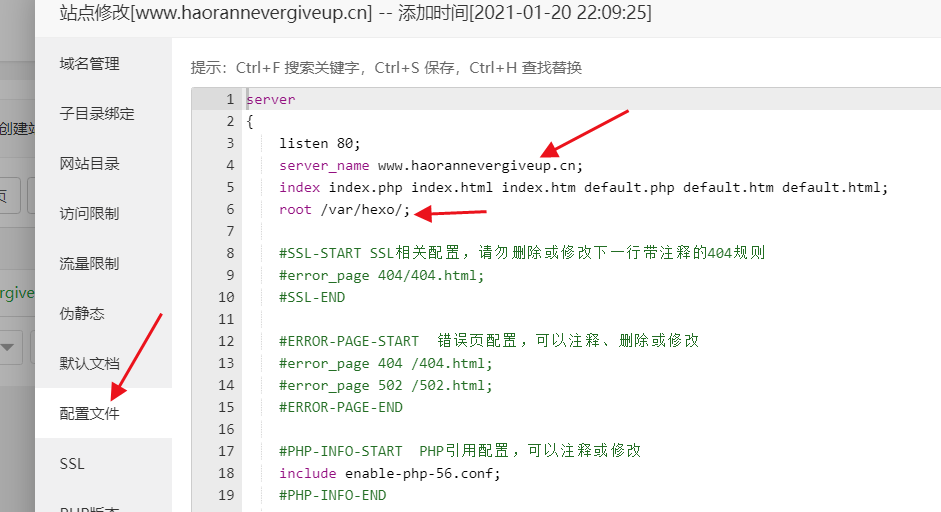 站点修改[www.haorannevergiveup.cn] -- 添加时间[2021-01-20 22:09:25]
域名管理
子目录绑定
网站目录
访问限制
流量限制
伪静态
默认文档
配置文件
SSL
PHP版本
创建站
页
rgive
提示：Ctrl+F 搜索关键字，Ctrl+S 保存，Ctrl+H 查找替换
1 server
2 {
3 listen 80;
4 server_name www.haorannevergiveup.cn;
5 index index.php index.html index.htm default.php default.htm default.html;
6 root /var/hexo/;
7
8 #SSL-START SSL相关配置，请勿删除或修改下一行带注释的404规则
9 #error_page 404/404.html;
10 #SSL-END
11
12 #ERROR-PAGE-START  错误页配置，可以注释、删除或修改
13 #error_page 404 /404.html;
14 #error_page 502 /502.html;
15 #ERROR-PAGE-END
16
17 #PHP-INFO-START  PHP引用配置，可以注释或修改
18 include enable-php-56.conf;
19 #PHP-INFO-END